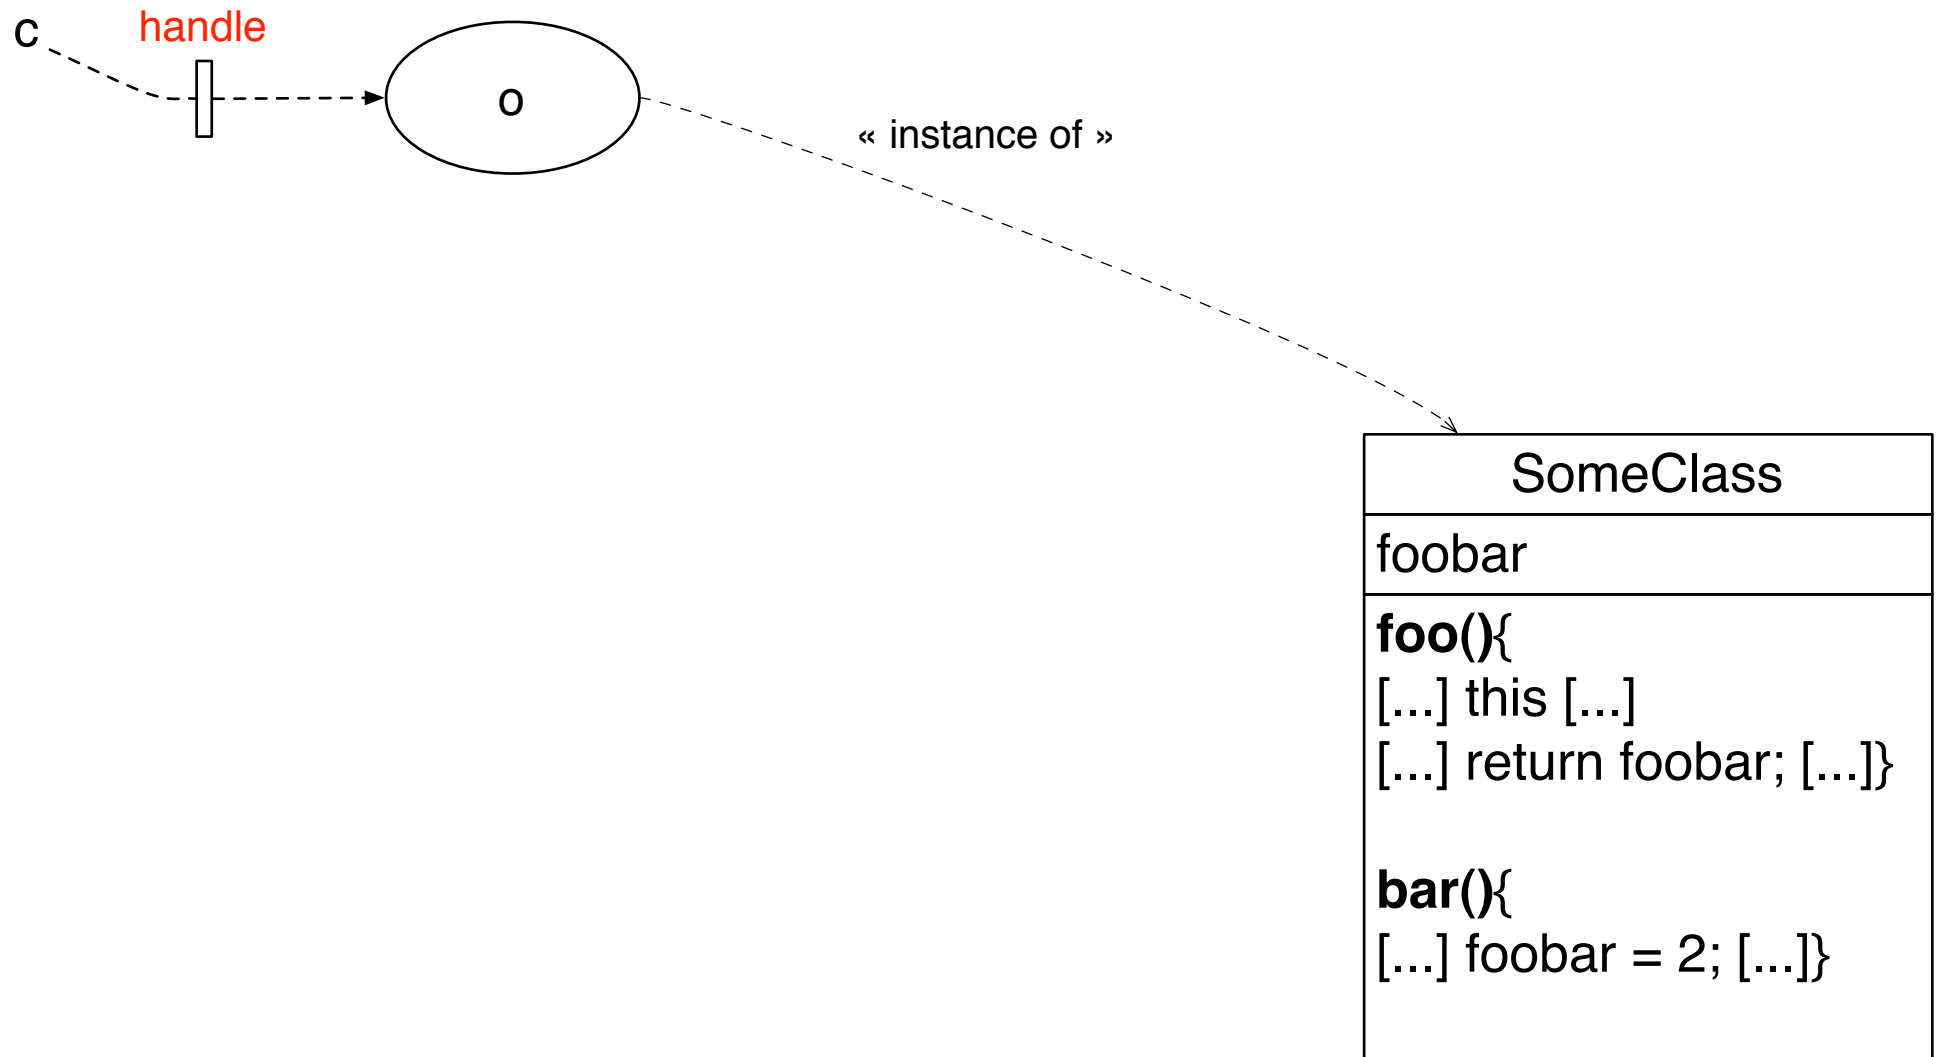 c
handle
o
« instance of »
SomeClass
foobar
foo(){
[...] this [...]
[...] return foobar; [...]}
bar(){
[...] foobar = 2; [...]}